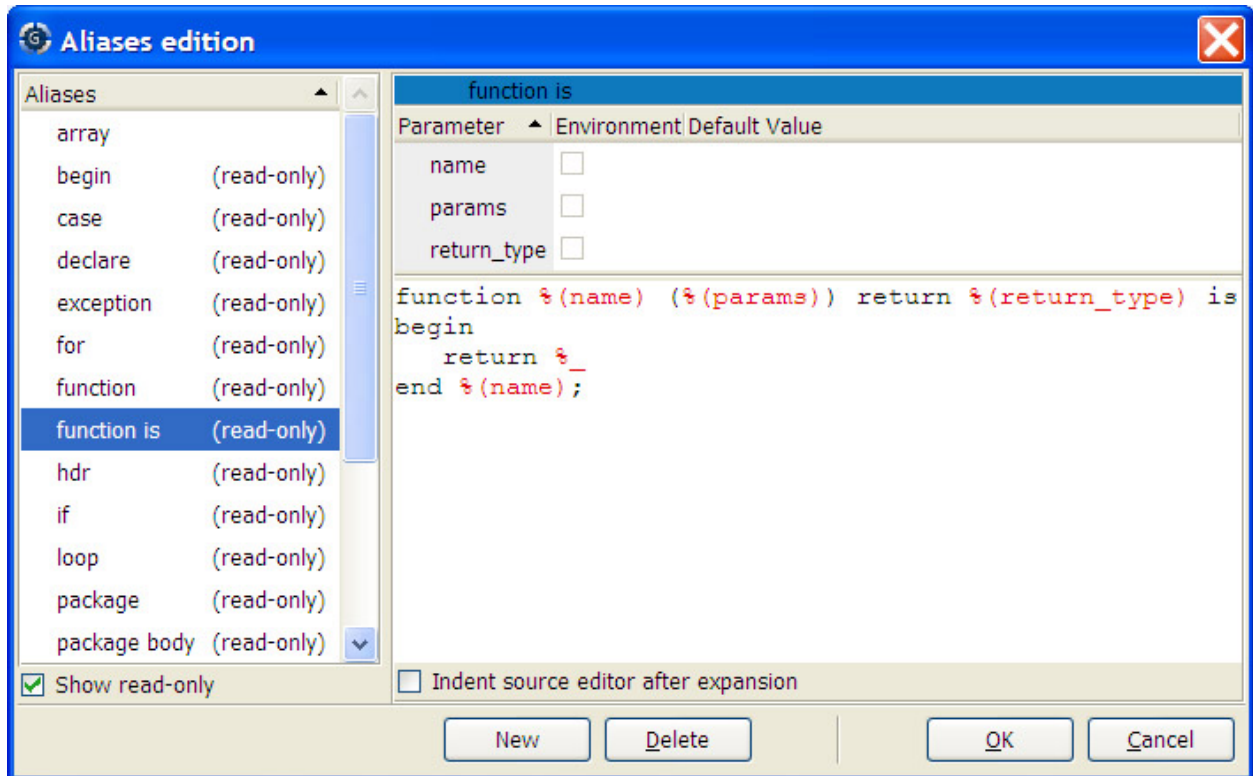 Aliases edition
Aliases
array
begin (read-only)
case (read-only)
declare (read-only)
exception (read-only)
for (read-only)
function (read-only)
function is (read-only)
hdr (read-only)
if (read-only)
loop (read-only)
package (read-only)
package body (read-only)
Show read-only
function is
Parameter Environment Default Value
name
params
return_type
function %(name) (%(params)) return %(return_type) is
begin
   return %_
end %(name);
Indent source editor after expansion
New Delete OK Cancel